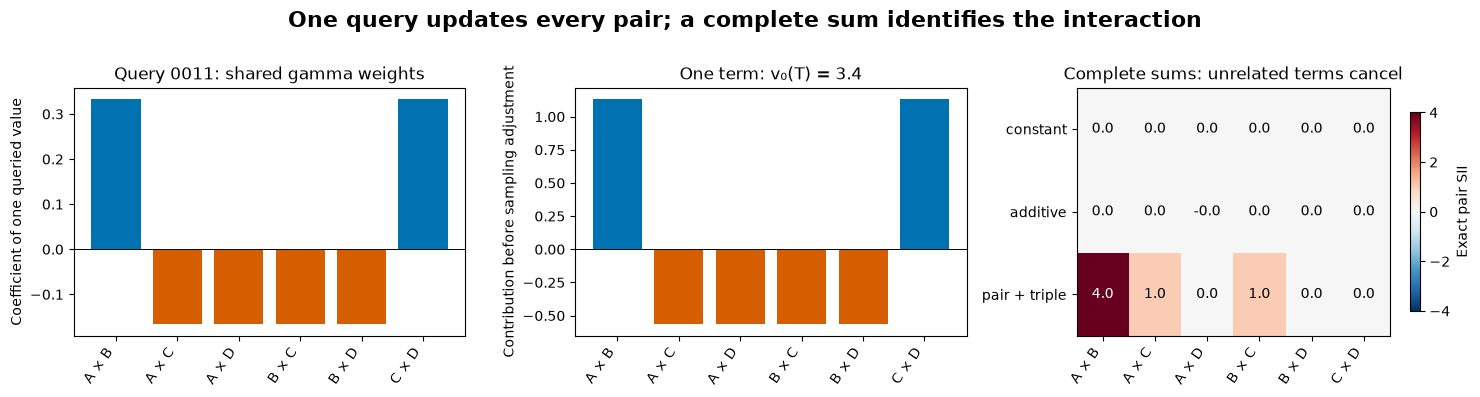 One query updates every pair; a complete sum identifies the interaction
Query 0011: shared gamma weights
Coefficient of one queried value
0.3
0.2
0.1
0.0
−0.1
A × B
A × C
A × D
B × C
B × D
C × D
One term: v₀(T) = 3.4
Contribution before sampling adjustment
1.00
0.75
0.50
0.25
0.00
−0.25
−0.50
A × B
A × C
A × D
B × C
B × D
C × D
Complete sums: unrelated terms cancel
constant
0.0 0.0 0.0 0.0 0.0 0.0
additive
0.0 0.0 -0.0 0.0 0.0 0.0
pair + triple
4.0 1.0 0.0 1.0 0.0 0.0
A × B
A × C
A × D
B × C
B × D
C × D
4
2
0
−2
−4
Exact pair SII